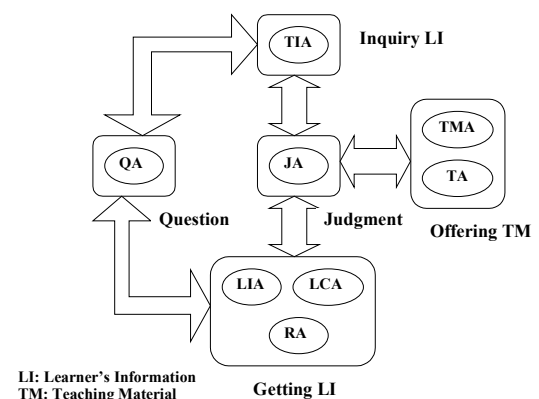 TIA
Inquiry LI
TMA
QA
JA
TA
Question
Judgment
Offering TM
LIA
LCA
RA
LI: Learner's Information
TM: Teaching Material
Getting LI